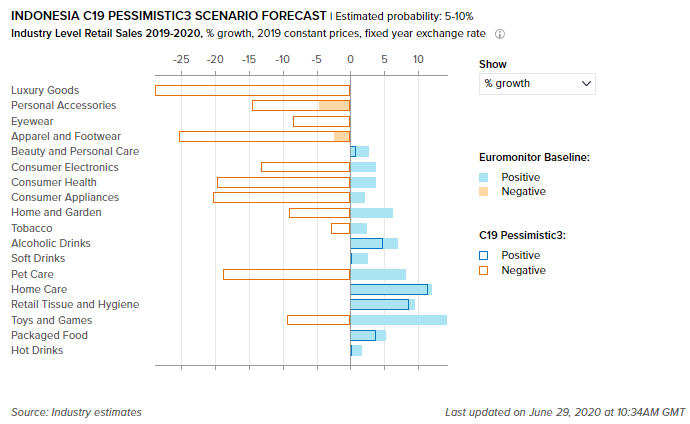 INDONESIA C19 PESSIMISTIC3 SCENARIO FORECAST | Estimated probability: 5-10%
Industry Level Retail Sales 2019-2020, % growth, 2019 constant prices, fixed year exchange rate ⓘ
-25 -20 -15 -10 -5 0 5 10
Luxury Goods
Personal Accessories
Eyewear
Apparel and Footwear
Beauty and Personal Care
Consumer Electronics
Consumer Health
Consumer Appliances
Home and Garden
Tobacco
Alcoholic Drinks
Soft Drinks
Pet Care
Home Care
Retail Tissue and Hygiene
Toys and Games
Packaged Food
Hot Drinks
Show
% growth
Euromonitor Baseline:
Positive
Negative
C19 Pessimistic3:
Positive
Negative
Source: Industry estimates
Last updated on June 29, 2020 at 10:34AM GMT